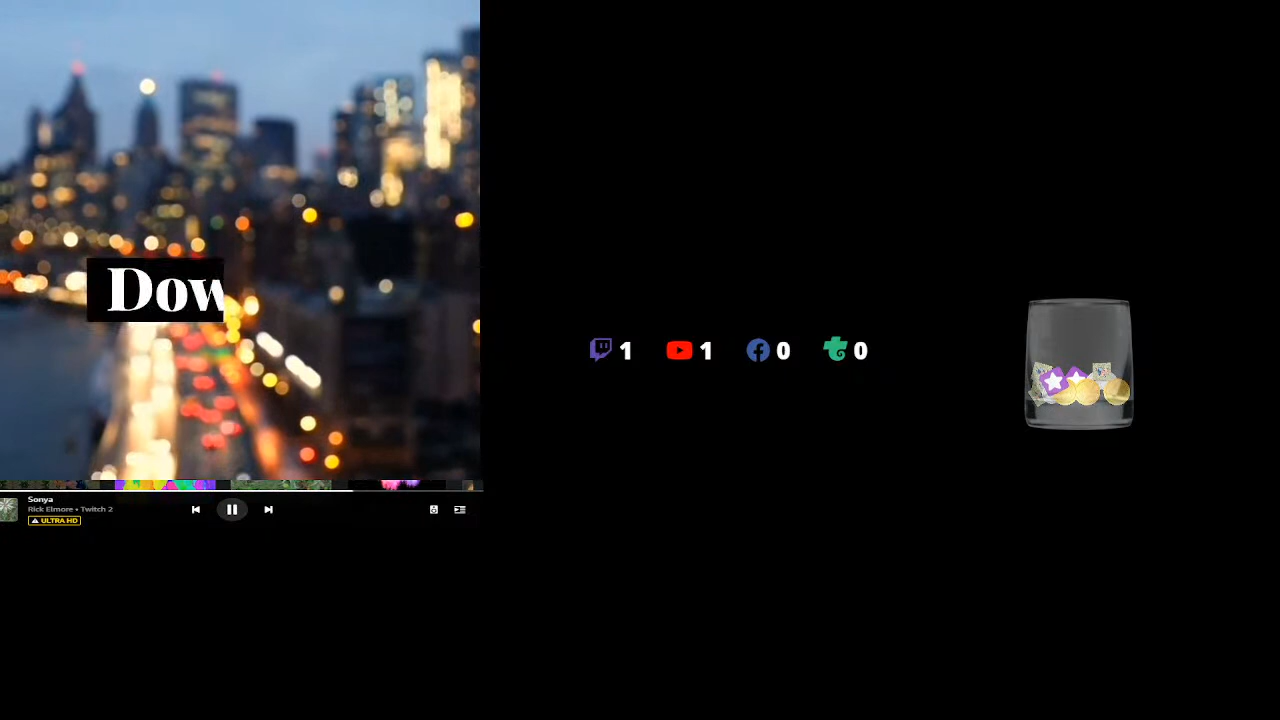 Dow
1 1 0 0
Sonya
Rick Elmore • Twitch 2
ULTRA HD